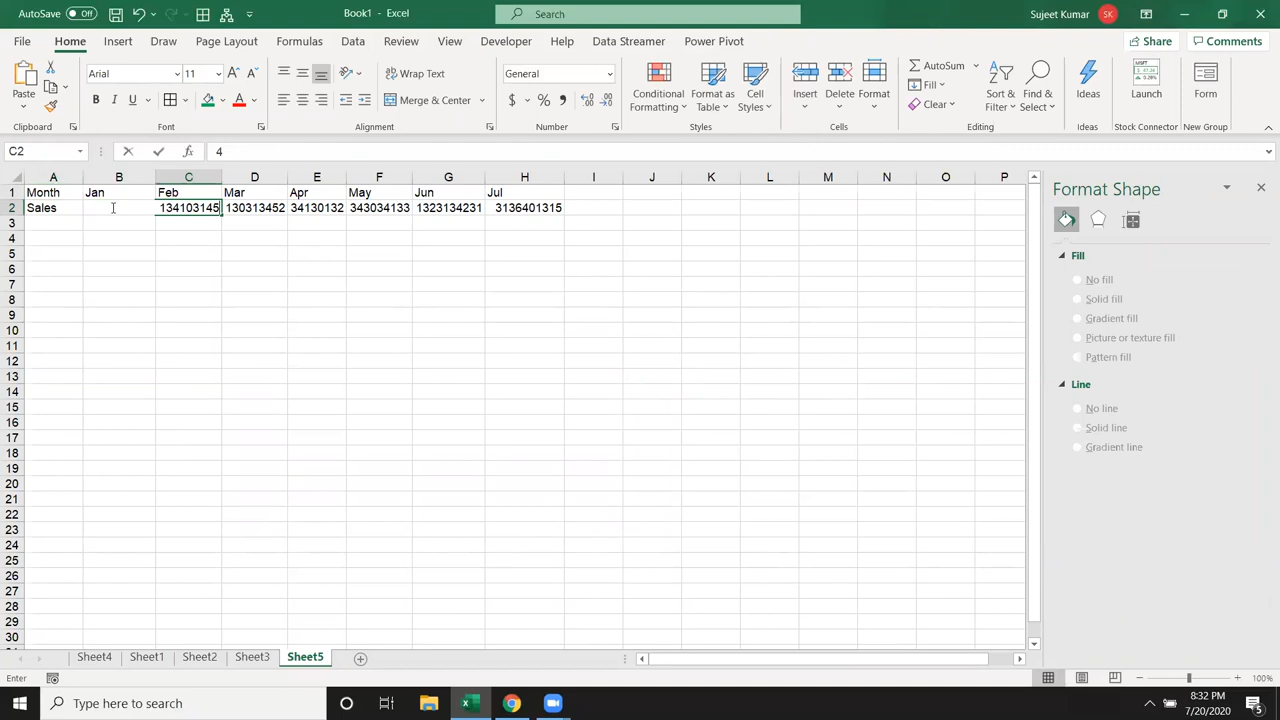 AutoSave Off Book1 - Excel Search Sujeet Kumar SK
File Home Insert Draw Page Layout Formulas Data Review View Developer Help Data Streamer Power Pivot Share Comments
Paste Arial 11 Wrap Text General Conditional Formatting Format as Table Cell Styles Insert Delete Format AutoSum Sort & Filter Find & Select Ideas Launch Form
B I U A Merge & Center $ % Fill Clear
Clipboard Font Alignment Number Styles Cells Editing Ideas Stock Connector New Group
C2 fx 4
A B C D E F G H I J K L M N O P
1 Month Jan Feb Mar Apr May Jun Jul
2 Sales 134103145 130313452 34130132 343034133 1323134231 3136401315
3
4
5
6
7
8
9
10
11
12
13
14
15
16
17
18
19
20
21
22
23
24
25
26
27
28
29
30
Format Shape
Fill
No fill
Solid fill
Gradient fill
Picture or texture fill
Pattern fill
Line
No line
Solid line
Gradient line
Sheet4 Sheet1 Sheet2 Sheet3 Sheet5
Enter 100%
Type here to search 8:32 PM
7/20/2020